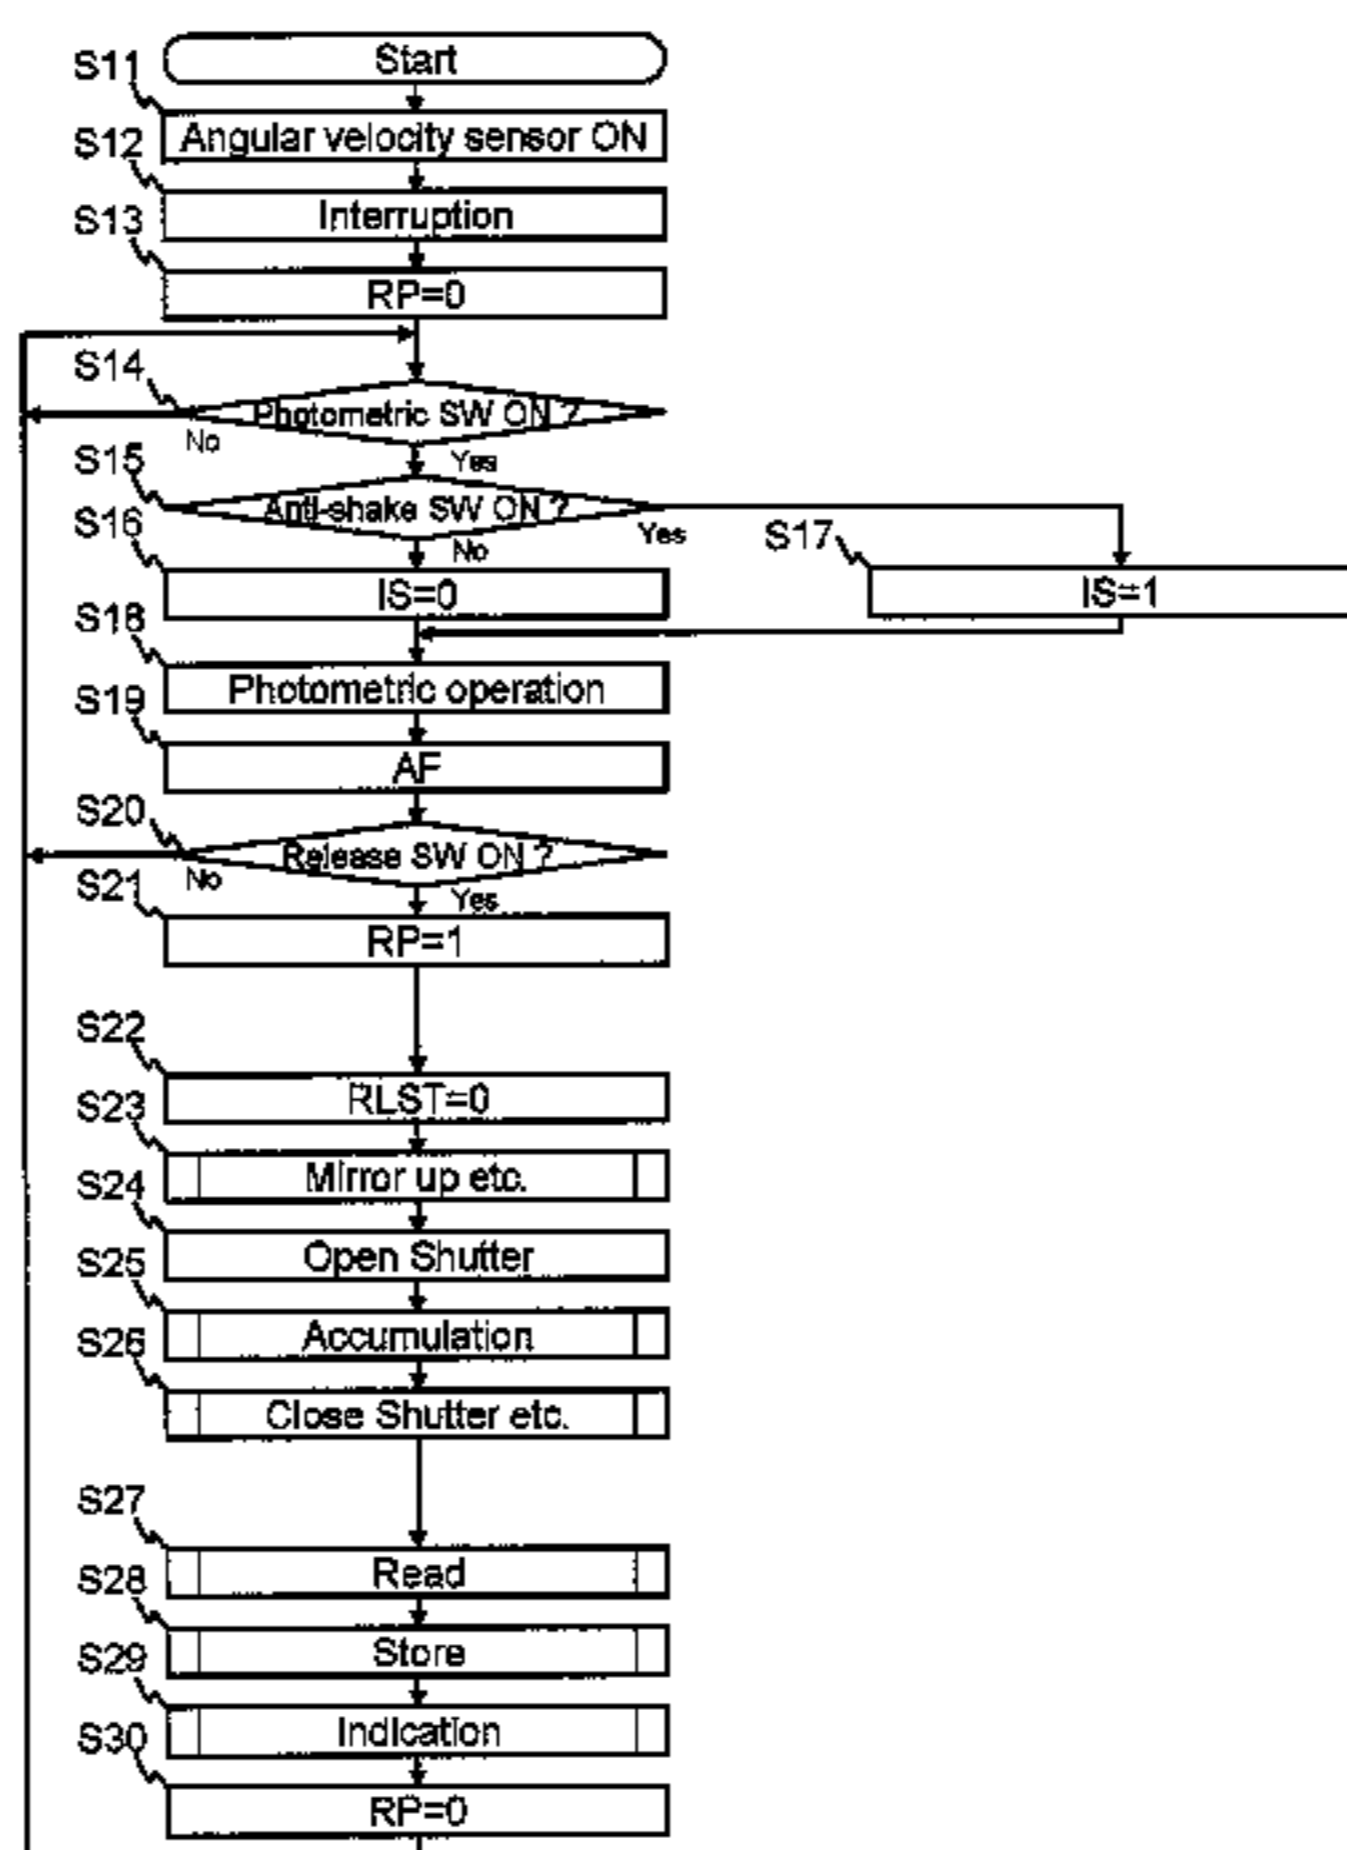 Start
S11
Angular velocity sensor ON
S12
Interruption
S13
RP=0
S14
Photometric SW ON ?
No
Yes
S15
Anti-shake SW ON ?
Yes
No
S16
IS=0
S17
IS=1
S18
Photometric operation
S19
AF
S20
Release SW ON ?
No
Yes
S21
RP=1
S22
RLST=0
S23
Mirror up etc.
S24
Open Shutter
S25
Accumulation
S26
Close Shutter etc.
S27
Read
S28
Store
S29
Indication
S30
RP=0